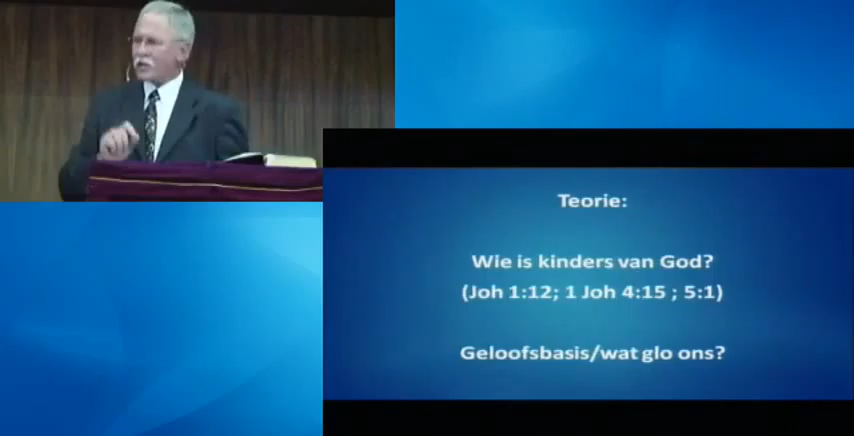 Teorie:
Wie is kinders van God?
(Joh 1:12; 1 Joh 4:15 ; 5:1)
Geloofsbasis/wat glo ons?